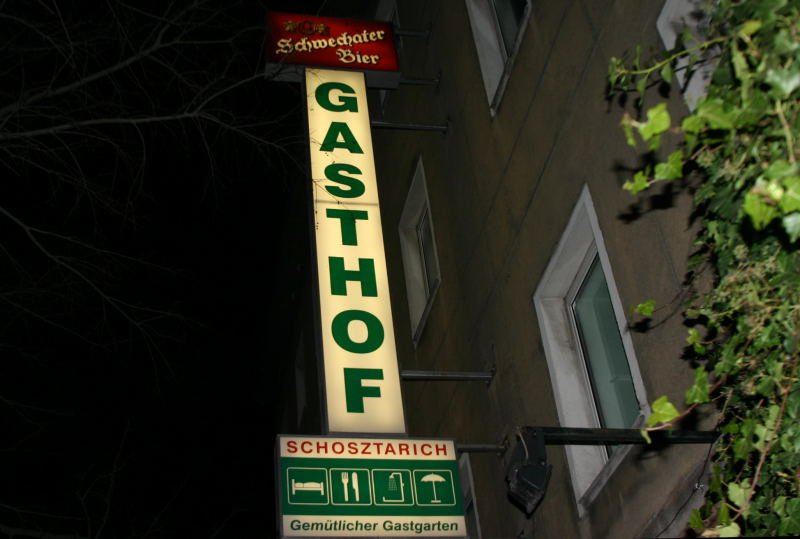 Schwechater
Bier
GASTHOF
SCHOSZTARICH
Gemütlicher Gastgarten